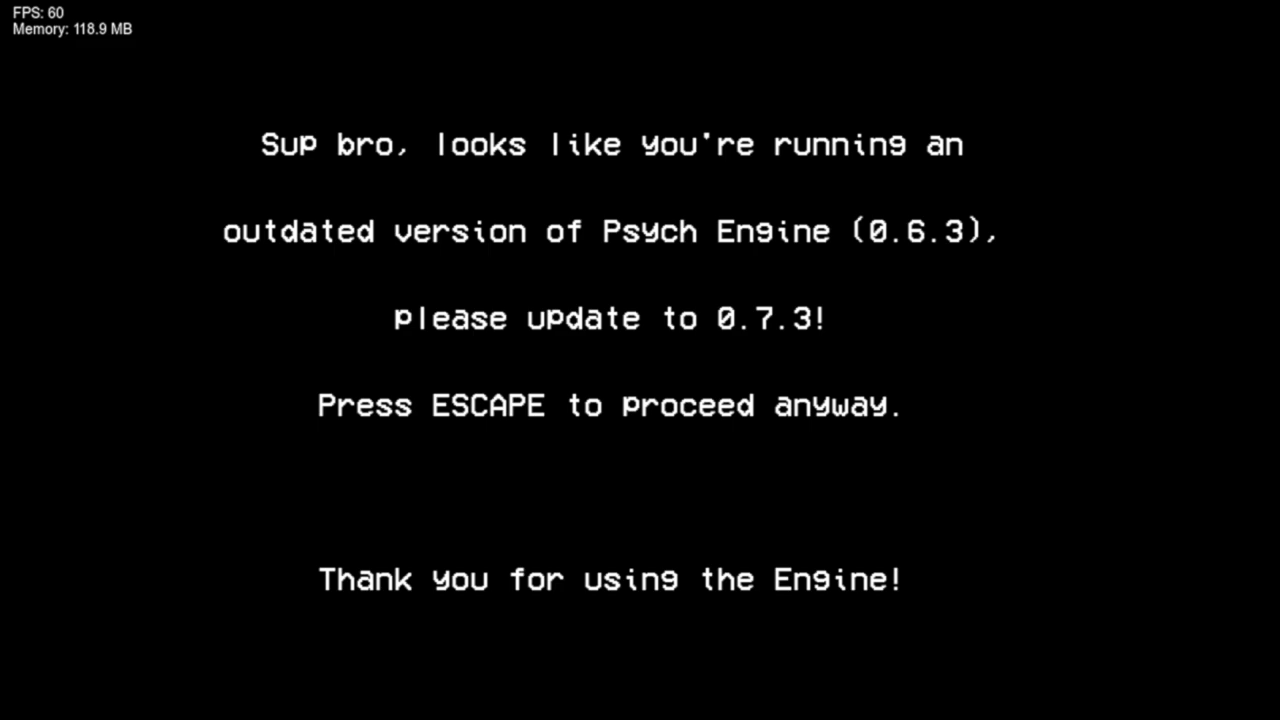 FPS: 60
Memory: 118.9 MB
Sup bro, looks like you're running an
outdated version of Psych Engine (0.6.3),
please update to 0.7.3!
Press ESCAPE to proceed anyway.
Thank you for using the Engine!